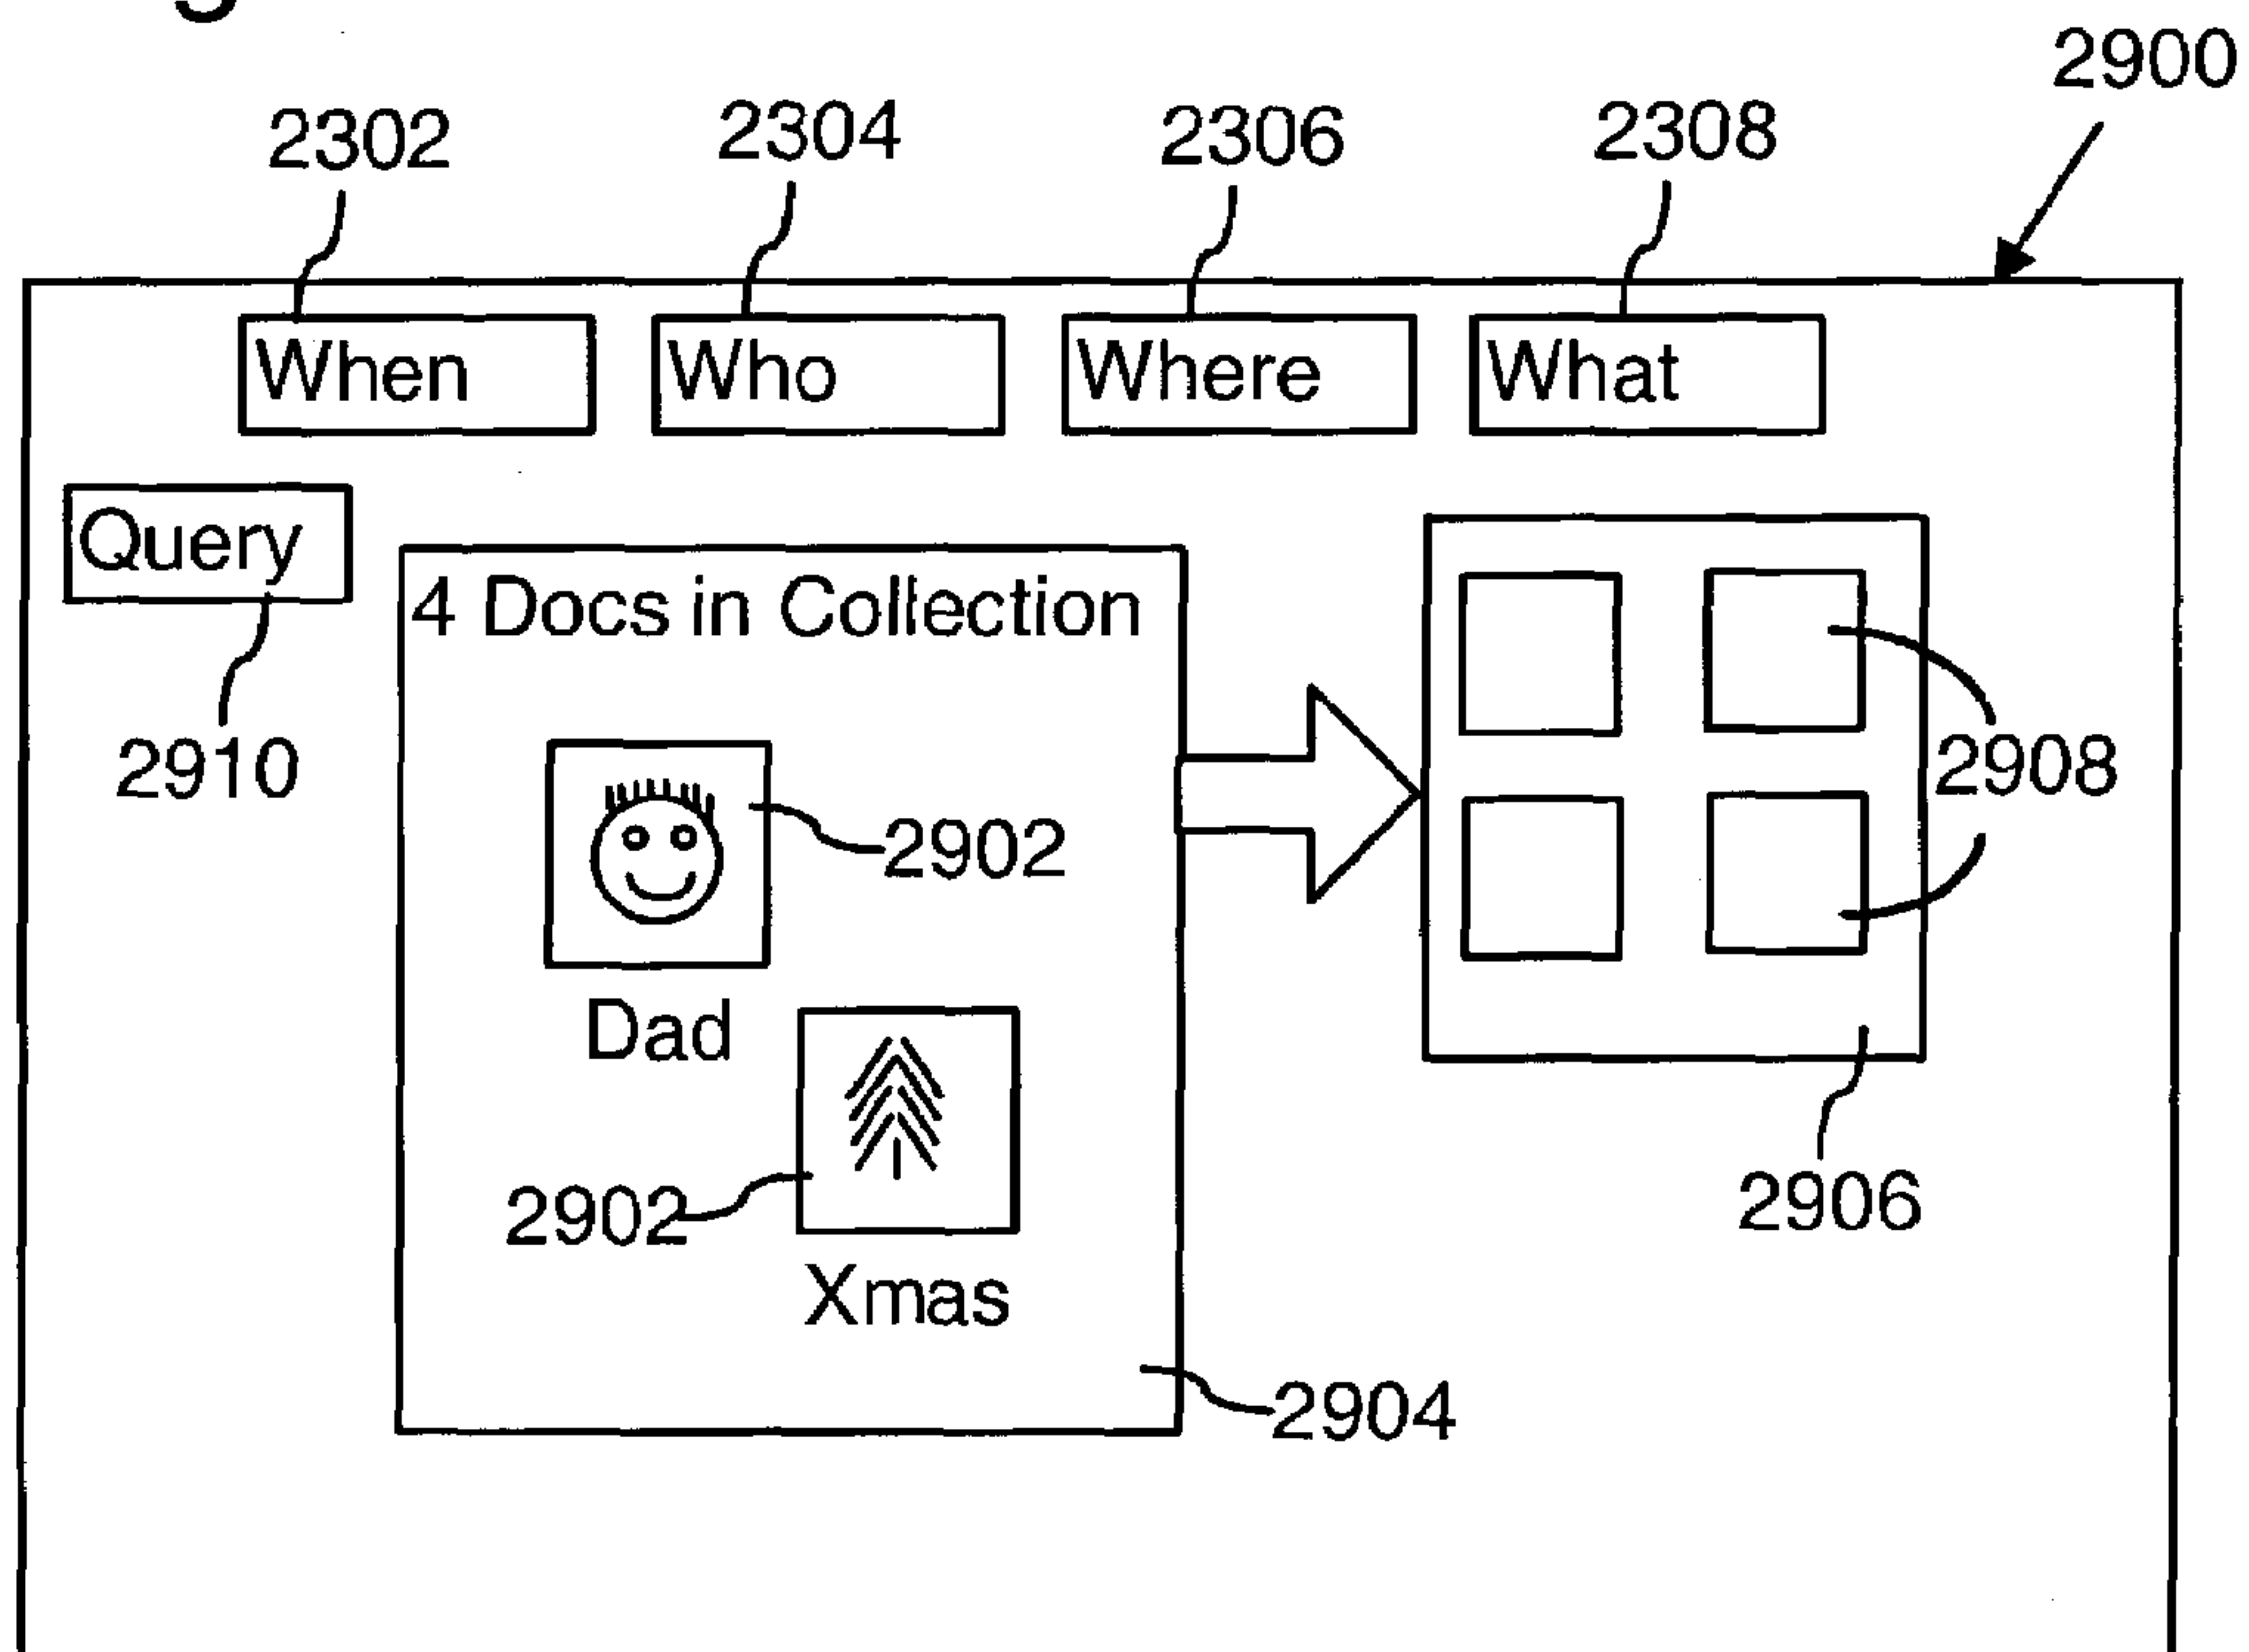 2900
2302 2304 2306 2308
When Who Where What
Query
4 Docs in Collection
2910
2908
2902
Dad
2902
2906
Xmas
2904